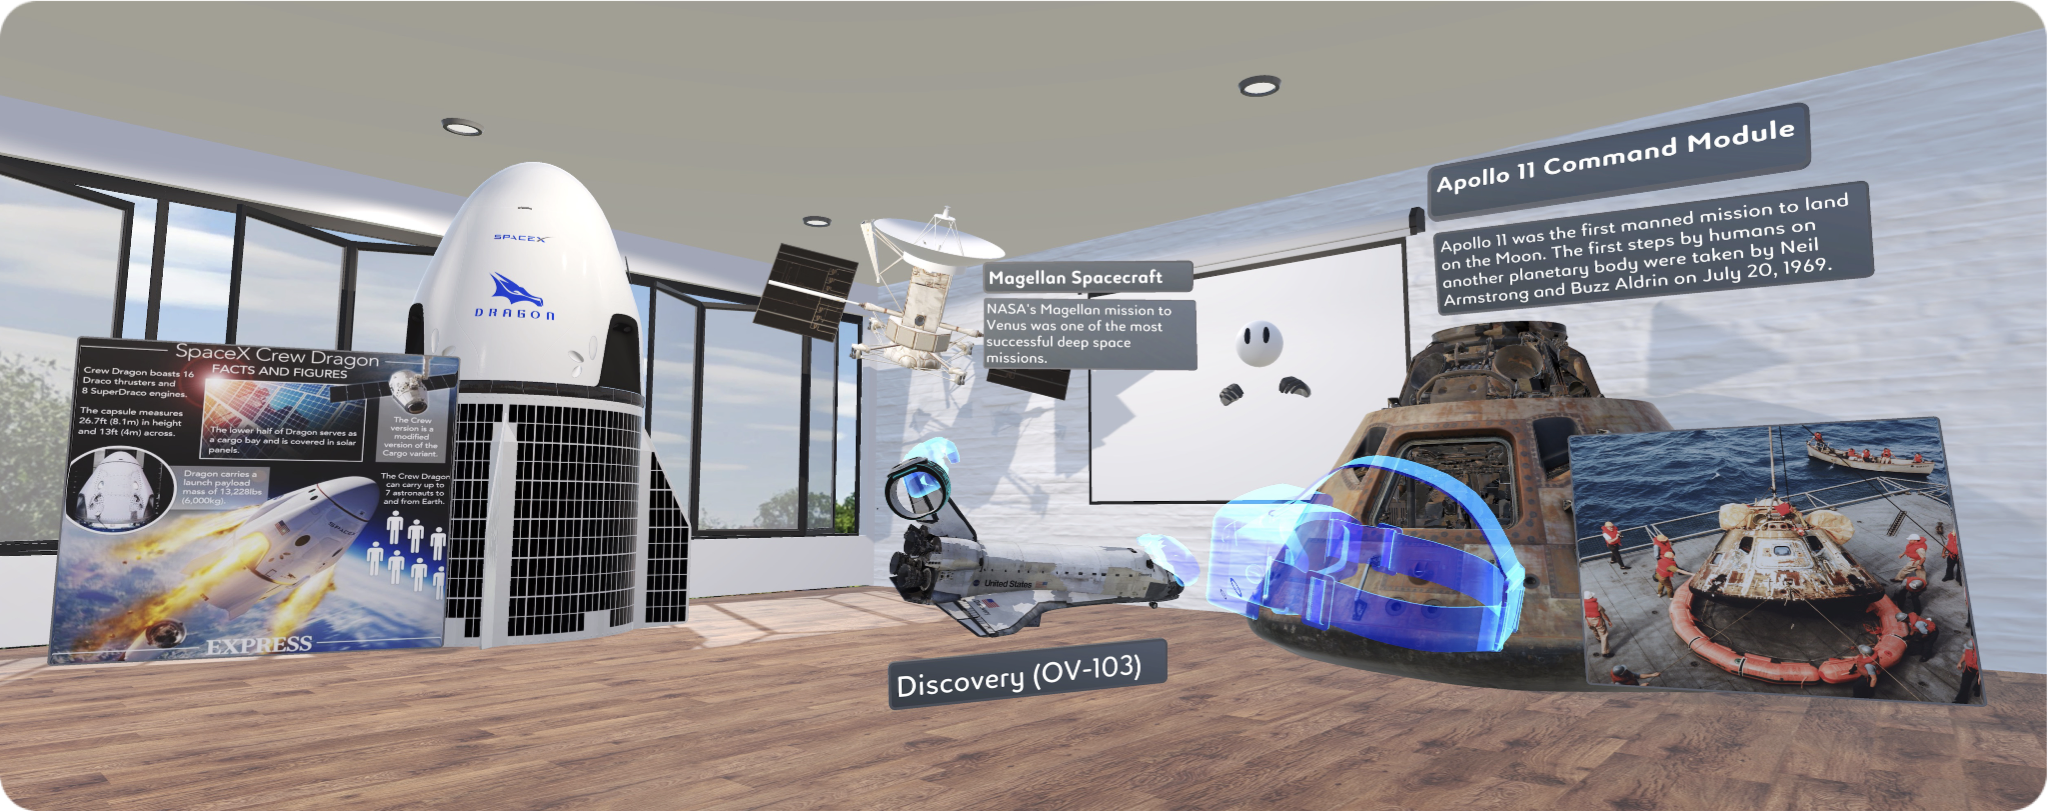 SpaceX Crew Dragon
FACTS AND FIGURES
Crew Dragon boasts 16
Draco thrusters and
8 SuperDraco engines.
The capsule measures
26.7ft (8.1m) in height
and 13ft (4m) across.
The lower half of Dragon serves as
a cargo bay and is covered in solar
panels.
The Crew
version is a
modified
version of the
Cargo variant.
Dragon carries a
launch payload
mass of 13,228lbs
(6,000kg).
The Crew Dragon
can carry up to
7 astronauts to
and from Earth.
SPACEX
EXPRESS
SPACEX
DRAGON
Magellan Spacecraft
NASA's Magellan mission to
Venus was one of the most
successful deep space
missions.
United States
Discovery (OV-103)
Apollo 11 Command Module
Apollo 11 was the first manned mission to land
on the Moon. The first steps by humans on
another planetary body were taken by Neil
Armstrong and Buzz Aldrin on July 20, 1969.